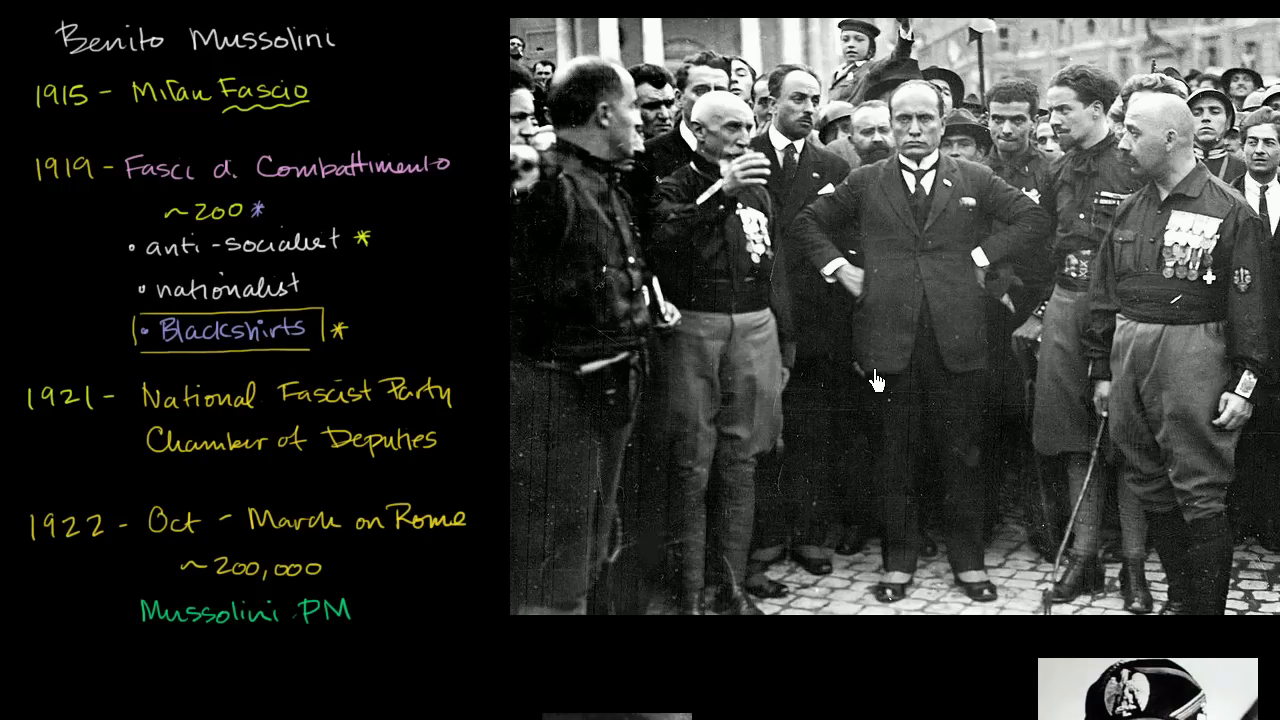 Benito Mussolini
1915 - Milan Fascio
1919 - Fasci di Combattimento
~200*
• anti-socialist *
• nationalist
• Blackshirts *
1921 - National Fascist Party
Chamber of Deputies
1922 - Oct - March on Rome
~200,000
Mussolini PM